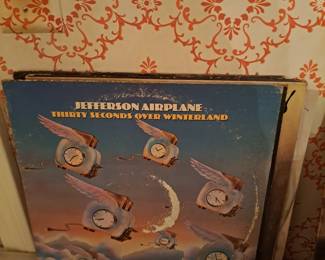 JEFFERSON AIRPLANE
THIRTY SECONDS OVER WINTERLAND